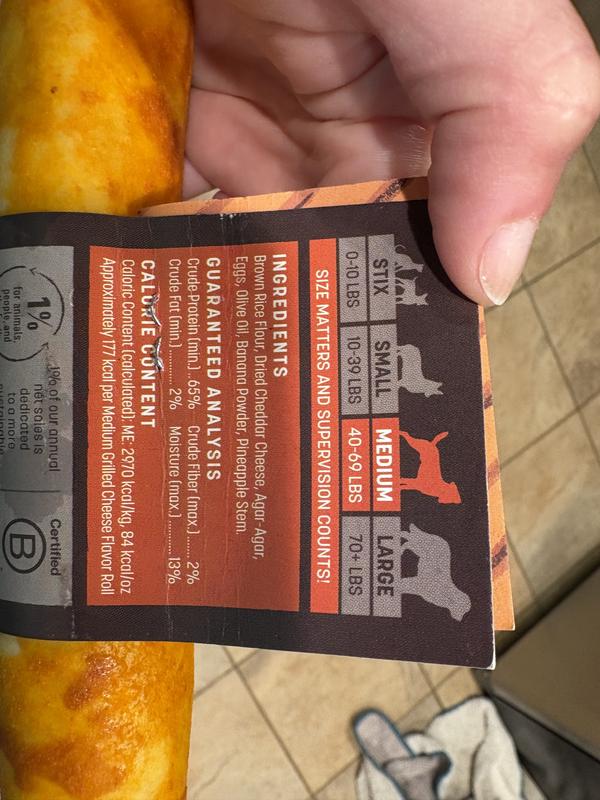 STIX
0-10 LBS
SMALL
10-39 LBS
MEDIUM
40-69 LBS
LARGE
70+ LBS
SIZE MATTERS AND SUPERVISION COUNTS!
INGREDIENTS
Brown Rice Flour, Dried Cheddar Cheese, Agar-Agar,
Eggs, Olive Oil, Banana Powder, Pineapple Stem.
GUARANTEED ANALYSIS
Crude Protein (min.) .. 65% Crude Fiber (max.) ........ 2%
Crude Fat (min.) .......... 2% Moisture (max.) ............ 13%
CALORIE CONTENT
Caloric Content (calculated): ME: 2970 kcal/kg, 84 kcal/oz
Approximately 177 kcal per Medium Grilled Cheese Flavor Roll
1%
for animals,
people, and
1% of our annual
net sales is
dedicated
to a more
Certified
B